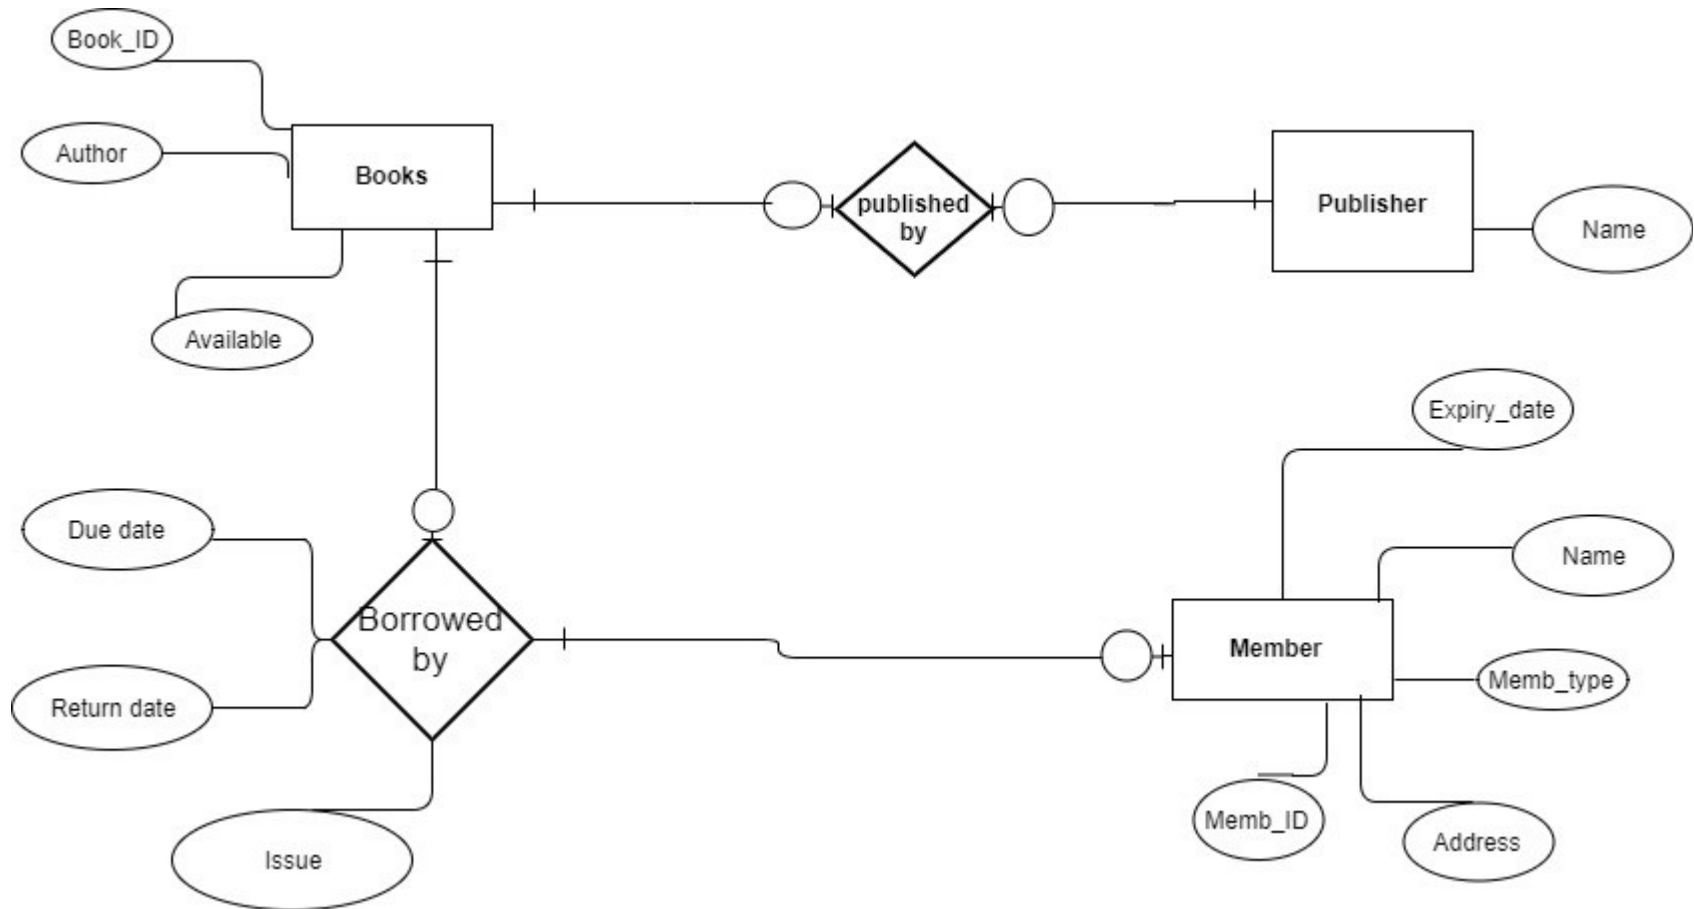 Book_ID
Author
Books
Available
published
by
Publisher
Name
Expiry_date
Due date
Name
Borrowed
by
Member
Memb_type
Return date
Memb_ID
Address
Issue